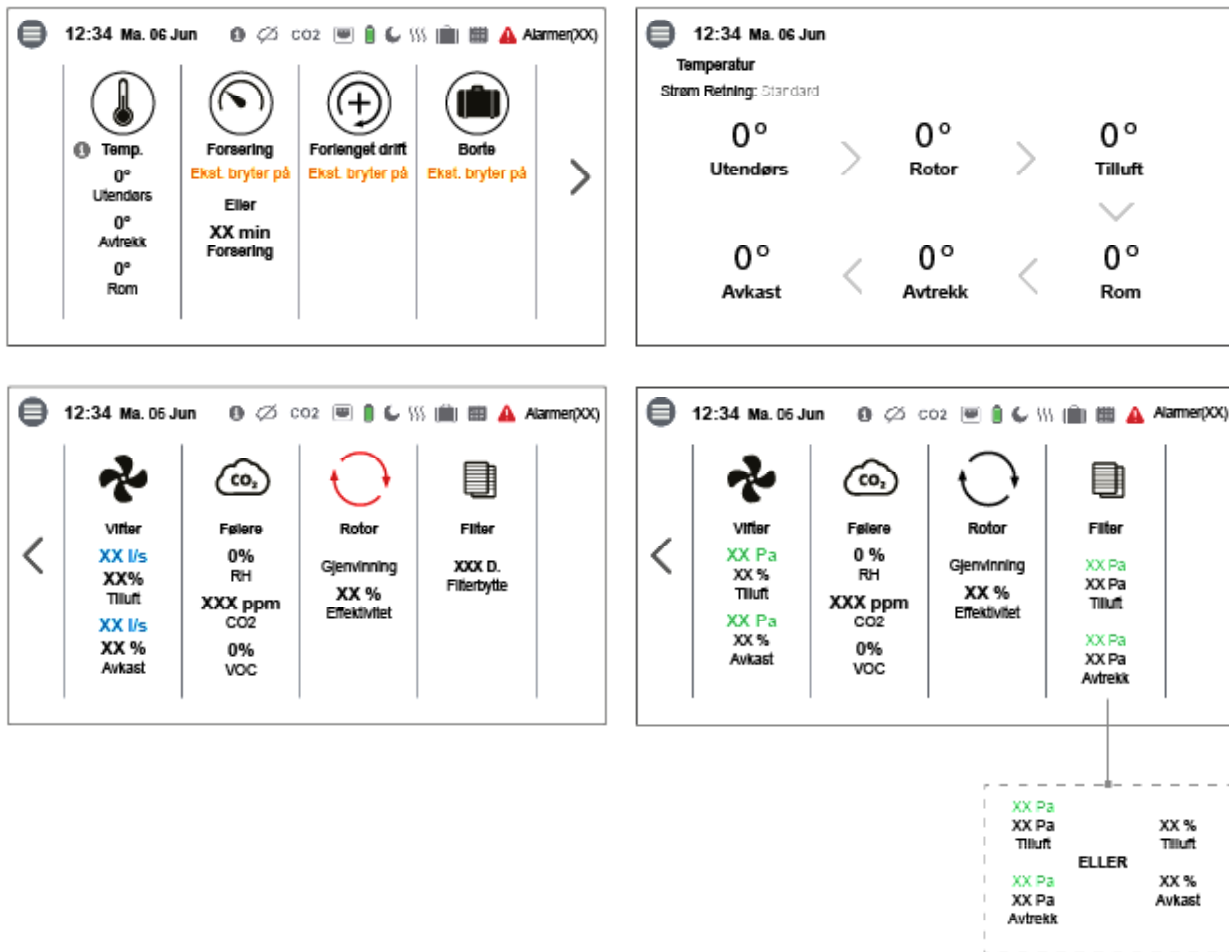 12:34 Ma. 06 Jun CO2 Alarmer(XX)
Temp.
0°
Utendørs
0°
Avtrekk
0°
Rom
Forsering
Ekst. bryter på
Eller
XX min
Forsering
Forlenget drift
Ekst. bryter på
Borte
Ekst. bryter på
12:34 Ma. 06 Jun
Temperatur
Strøm Retning: Standard
0°
Utendørs
0°
Rotor
0°
Tilluft
0°
Avkast
0°
Avtrekk
0°
Rom
12:34 Ma. 06 Jun CO2 Alarmer(XX)
Vifter
XX l/s
XX%
Tilluft
XX l/s
XX %
Avkast
CO₂
Følere
0%
RH
XXX ppm
CO2
0%
VOC
Rotor
Gjenvinning
XX %
Effektivitet
Filter
XXX D.
Filterbytte
12:34 Ma. 06 Jun CO2 Alarmer(XX)
Vifter
XX Pa
XX %
Tilluft
XX Pa
XX %
Avkast
CO₂
Følere
0 %
RH
XXX ppm
CO2
0%
VOC
Rotor
Gjenvinning
XX %
Effektivitet
Filter
XX Pa
XX Pa
Tilluft
XX Pa
XX Pa
Avtrekk
XX Pa
XX Pa
Tilluft
XX Pa
XX Pa
Avtrekk
ELLER
XX %
Tilluft
XX %
Avkast